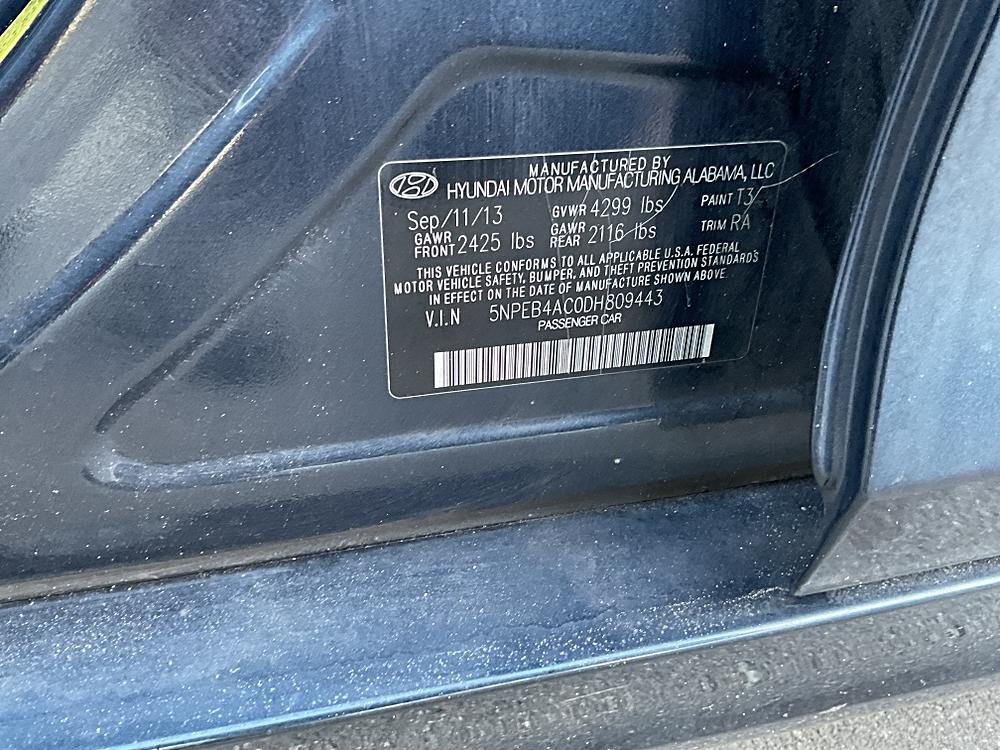 MANUFACTURED BY
HYUNDAI MOTOR MANUFACTURING ALABAMA, LLC
Sep/11/13 GVWR 4299 lbs PAINT T3
GAWR FRONT 2425 lbs GAWR REAR 2116 lbs TRIM RA
THIS VEHICLE CONFORMS TO ALL APPLICABLE U.S.A. FEDERAL
MOTOR VEHICLE SAFETY, BUMPER, AND THEFT PREVENTION STANDARDS
IN EFFECT ON THE DATE OF MANUFACTURE SHOWN ABOVE.
V.I.N 5NPEB4AC0DH809443
PASSENGER CAR